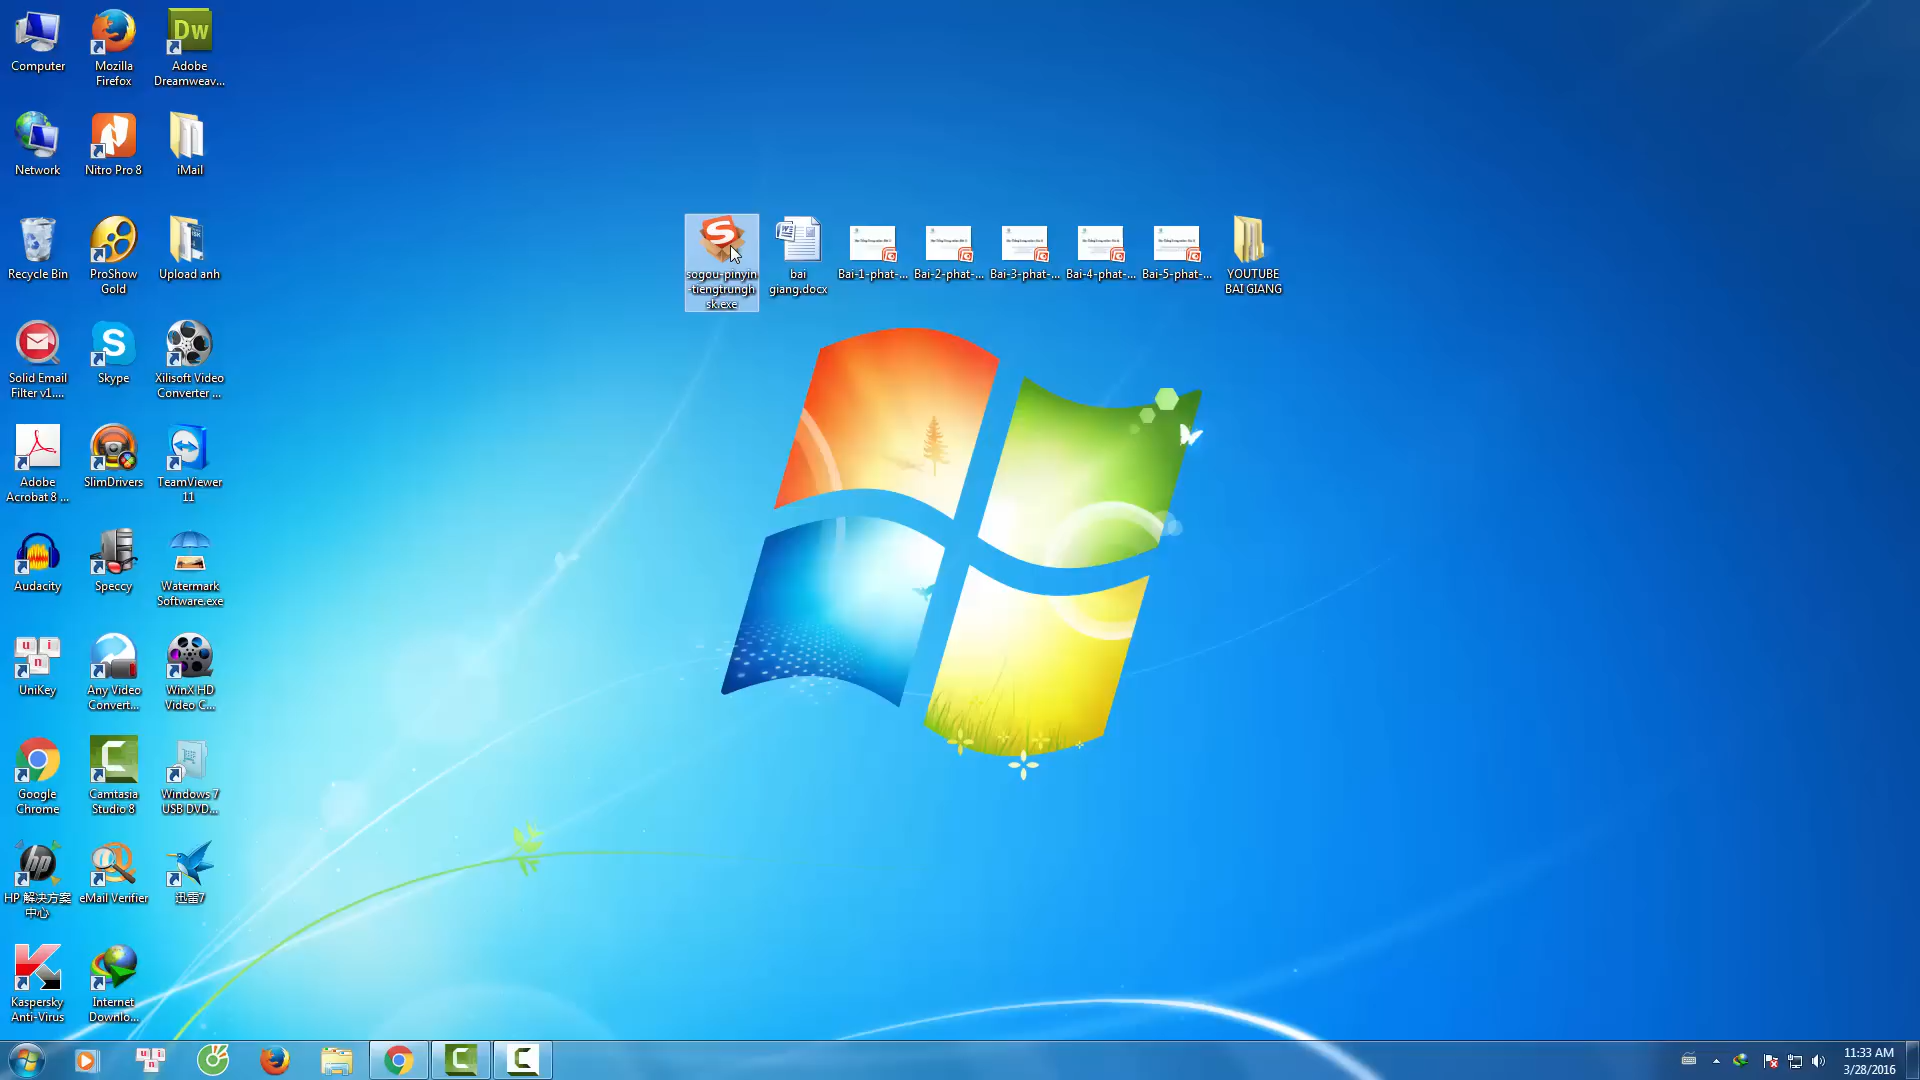 Computer
Mozilla
Firefox
Dw
Adobe
Dreamweav...
Network
Nitro Pro 8
iMail
Recycle Bin
ProShow
Gold
Upload anh
sogou-pinyin
-tiengtrungh
sk.exe
bai
giang.docx
Bai-1-phat-...
Bai-2-phat-...
Bai-3-phat-...
Bai-4-phat-...
Bai-5-phat-...
YOUTUBE
BAI GIANG
Solid Email
Filter v1....
Skype
Xilisoft Video
Converter ...
Adobe
Acrobat 8 ...
SlimDrivers
TeamViewer
11
Audacity
Speccy
Watermark
Software.exe
UniKey
Any Video
Convert...
WinX HD
Video C...
Google
Chrome
Camtasia
Studio 8
Windows 7
USB DVD...
HP 解决方案
中心
eMail Verifier
迅雷7
Kaspersky
Anti-Virus
Internet
Downlo...
11:33 AM
3/28/2016